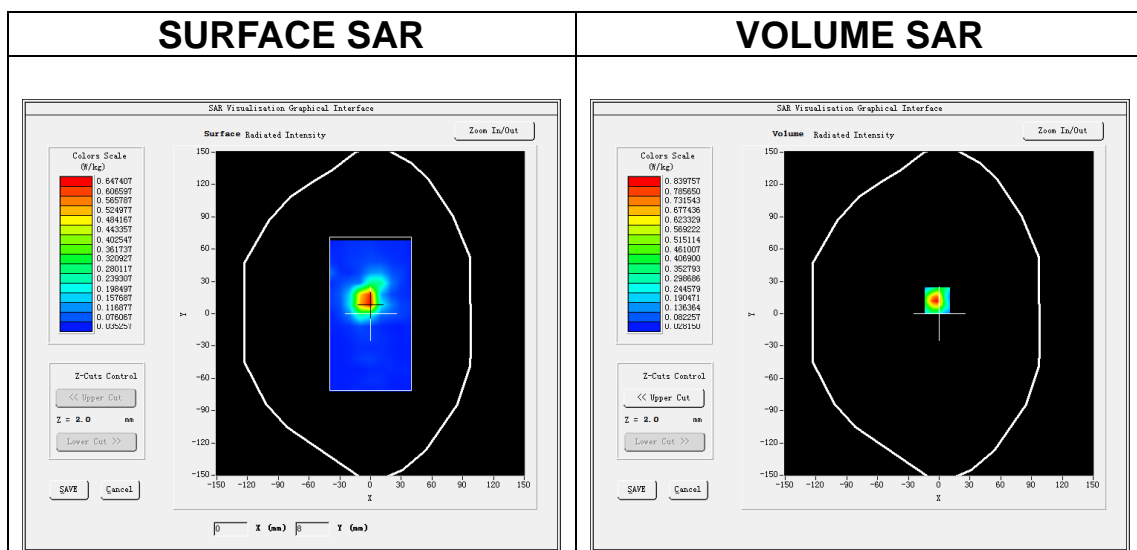 SURFACE SAR
VOLUME SAR
SAR Visualisation Graphical Interface
Surface Radiated Intensity
Zoom In/Out
Colors Scale
(W/kg)
0.647407
0.606597
0.565787
0.524977
0.484167
0.443357
0.402547
0.361737
0.320927
0.280117
0.239307
0.198497
0.157687
0.116877
0.076067
0.035257
150
120
90
60
30
0
-30
-60
-90
-120
-150
Y
-150 -120 -90 -60 -30 0 30 60 90 120 150
X
Z-Cuts Control
<< Upper Cut
Z = 2.0 mm
Lower Cut >>
SAVE Cancel
0 X (mm) 8 Y (mm)
SAR Visualisation Graphical Interface
Volume Radiated Intensity
Zoom In/Out
Colors Scale
(W/kg)
0.839757
0.785650
0.731543
0.677436
0.623329
0.569222
0.515114
0.461007
0.406900
0.352793
0.298686
0.244579
0.190471
0.136364
0.082257
0.028150
150
120
90
60
30
0
-30
-60
-90
-120
-150
Y
-150 -120 -90 -60 -30 0 30 60 90 120 150
X
Z-Cuts Control
<< Upper Cut
Z = 2.0 mm
Lower Cut >>
SAVE Cancel